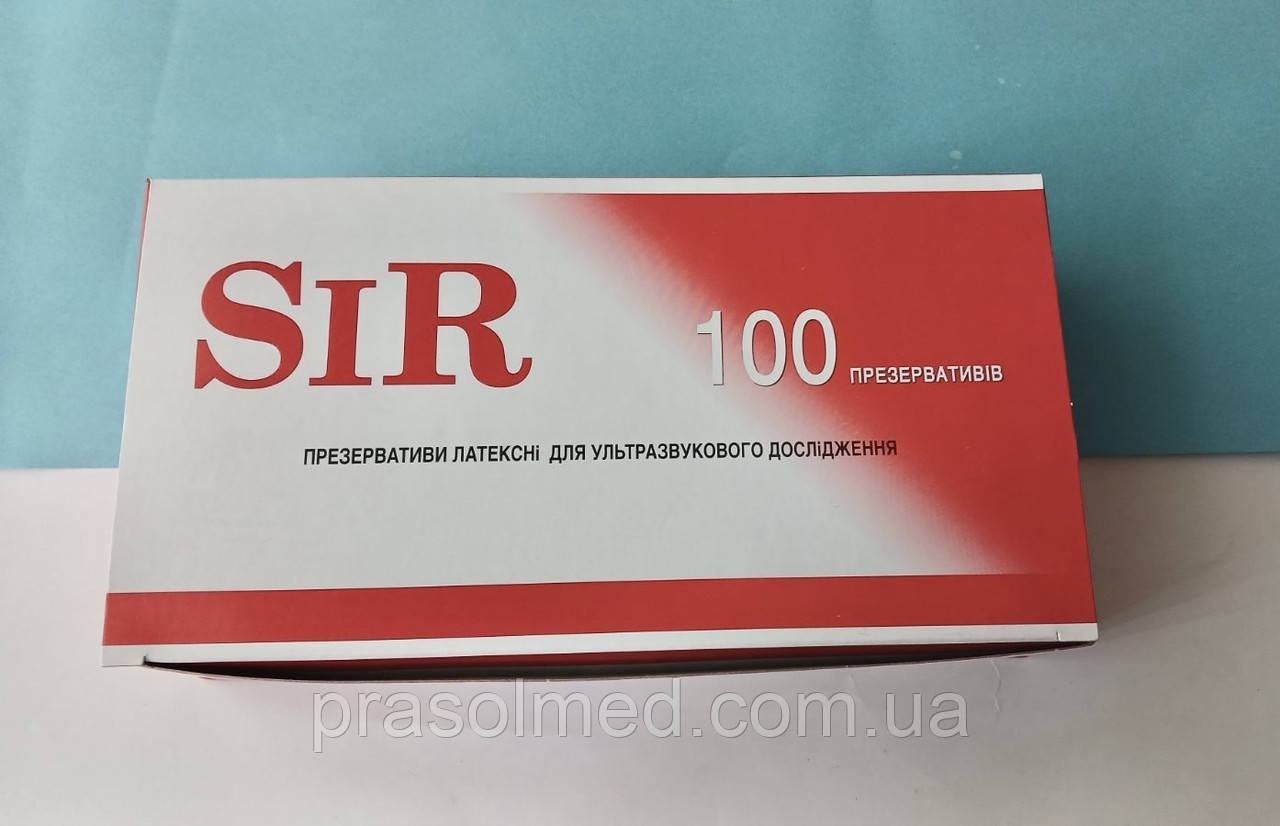 SIR
100 ПРЕЗЕРВАТИВІВ
ПРЕЗЕРВАТИВИ ЛАТЕКСНі ДЛЯ УЛЬТРАЗВУКОВОГО ДОСЛіДЖЕННЯ
prasolmed.com.ua